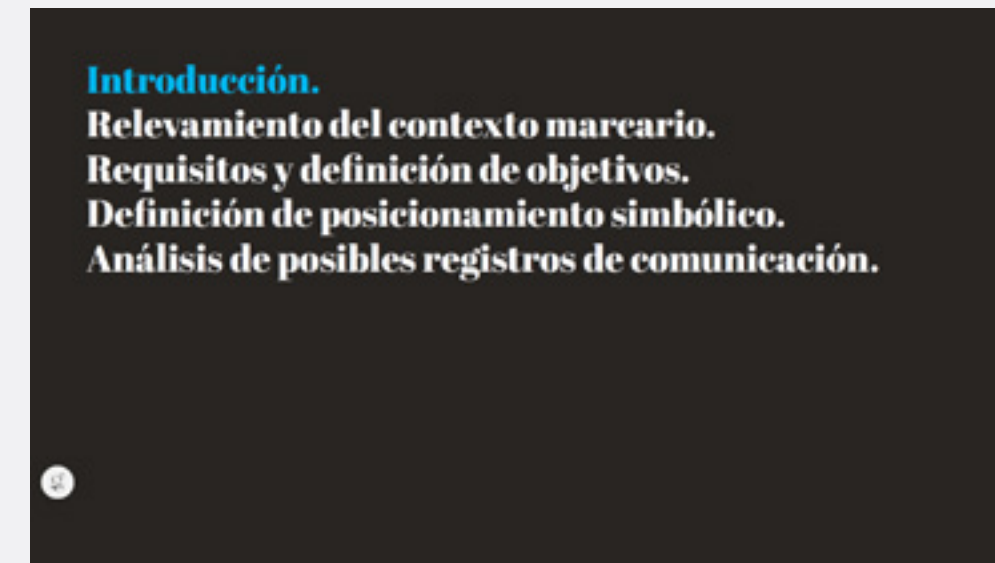 Introducción.
Relevamiento del contexto marcario.
Requisitos y definición de objetivos.
Definición de posicionamiento simbólico.
Análisis de posibles registros de comunicación.